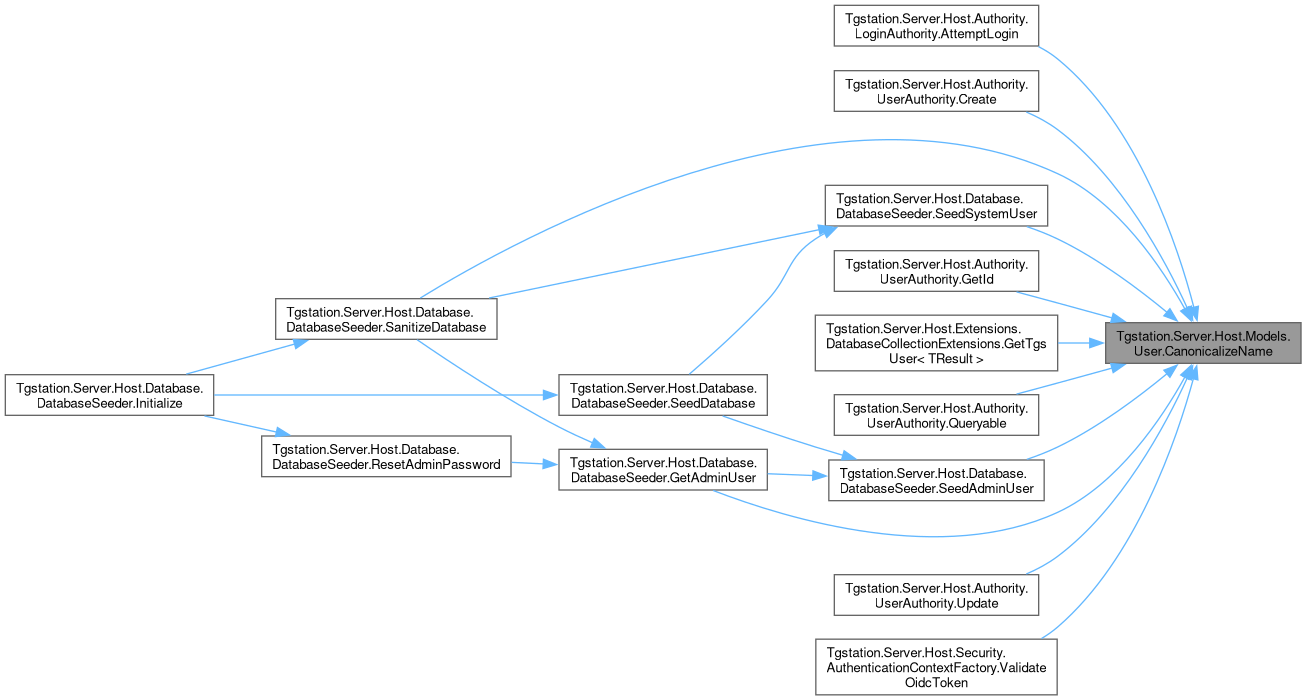 Tgstation.Server.Host.Authority.
LoginAuthority.AttemptLogin
Tgstation.Server.Host.Authority.
UserAuthority.Create
Tgstation.Server.Host.Database.
DatabaseSeeder.SeedSystemUser
Tgstation.Server.Host.Authority.
UserAuthority.GetId
Tgstation.Server.Host.Database.
DatabaseSeeder.SanitizeDatabase
Tgstation.Server.Host.Extensions.
DatabaseCollectionExtensions.GetTgs
User< TResult >
Tgstation.Server.Host.Models.
User.CanonicalizeName
Tgstation.Server.Host.Database.
DatabaseSeeder.Initialize
Tgstation.Server.Host.Database.
DatabaseSeeder.SeedDatabase
Tgstation.Server.Host.Authority.
UserAuthority.Queryable
Tgstation.Server.Host.Database.
DatabaseSeeder.ResetAdminPassword
Tgstation.Server.Host.Database.
DatabaseSeeder.GetAdminUser
Tgstation.Server.Host.Database.
DatabaseSeeder.SeedAdminUser
Tgstation.Server.Host.Authority.
UserAuthority.Update
Tgstation.Server.Host.Security.
AuthenticationContextFactory.Validate
OidcToken